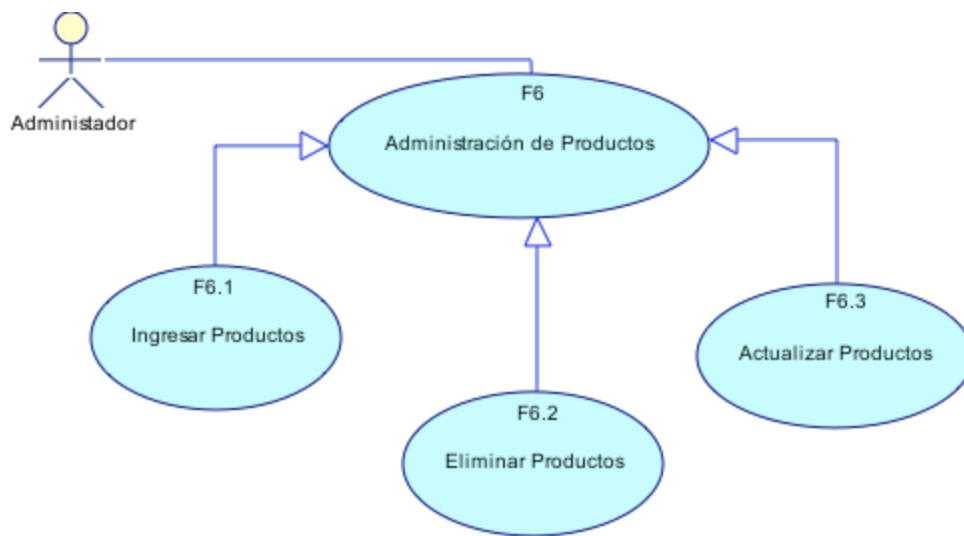 F6
Administración de Productos
Administador
F6.1
Ingresar Productos
F6.3
Actualizar Productos
F6.2
Eliminar Productos